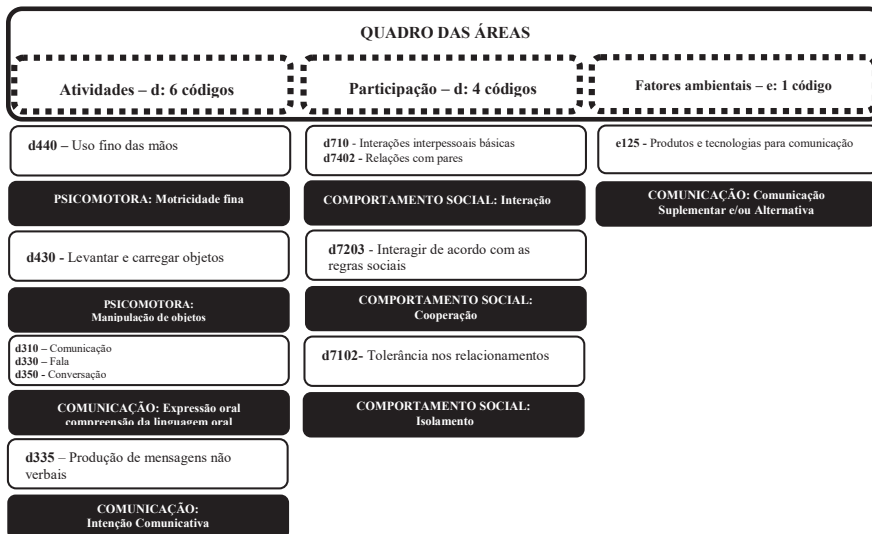 QUADRO DAS ÁREAS
Atividades – d: 6 códigos
Participação – d: 4 códigos
Fatores ambientais – e: 1 código
d440 – Uso fino das mãos
PSICOMOTORA: Motricidade fina
d430 - Levantar e carregar objetos
PSICOMOTORA:
Manipulação de objetos
d310 – Comunicação
d330 – Fala
d350 - Conversação
COMUNICAÇÃO: Expressão oral
compreensão da linguagem oral
d335 – Produção de mensagens não
verbais
COMUNICAÇÃO:
Intenção Comunicativa
d710 - Interações interpessoais básicas
d7402 - Relações com pares
COMPORTAMENTO SOCIAL: Interação
d7203 - Interagir de acordo com as
regras sociais
COMPORTAMENTO SOCIAL:
Cooperação
d7102- Tolerância nos relacionamentos
COMPORTAMENTO SOCIAL:
Isolamento
e125 - Produtos e tecnologias para comunicação
COMUNICAÇÃO: Comunicação
Suplementar e/ou Alternativa